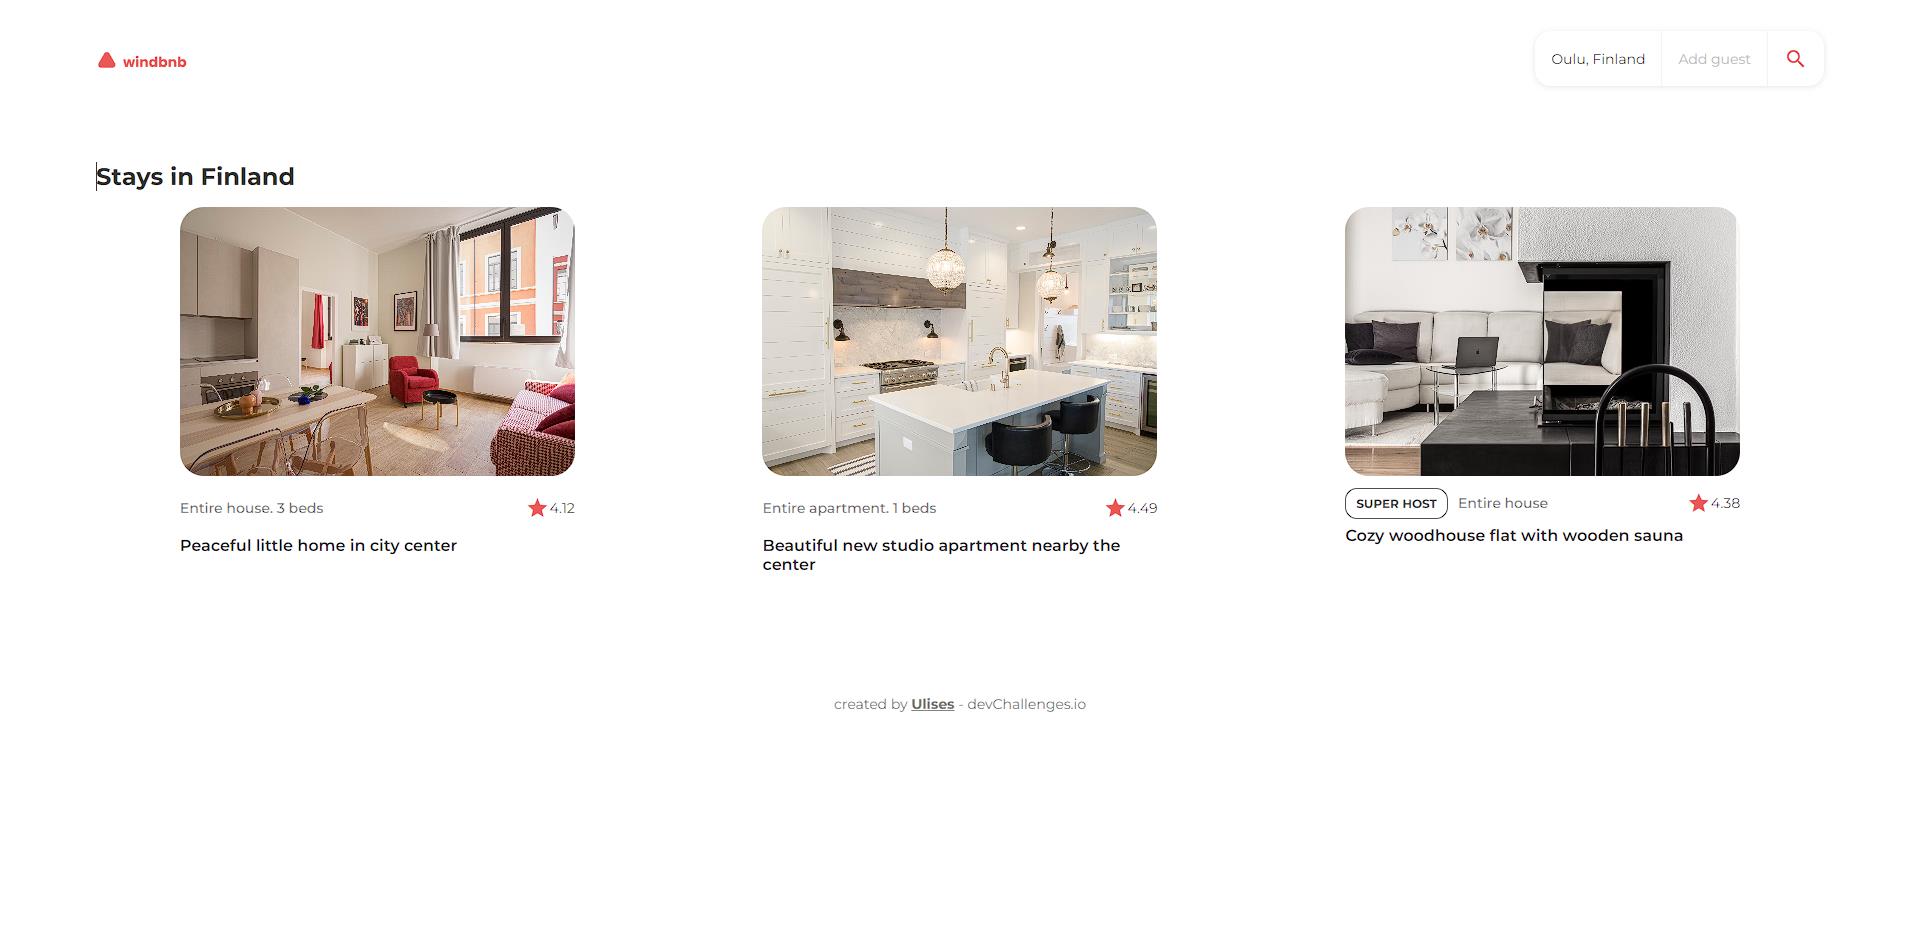 windbnb
Oulu, Finland
Add guest
Stays in Finland
Entire house. 3 beds
4.12
Entire apartment. 1 beds
4.49
SUPER HOST
Entire house
4.38
Peaceful little home in city center
Beautiful new studio apartment nearby the
center
Cozy woodhouse flat with wooden sauna
created by Ulises - devChallenges.io